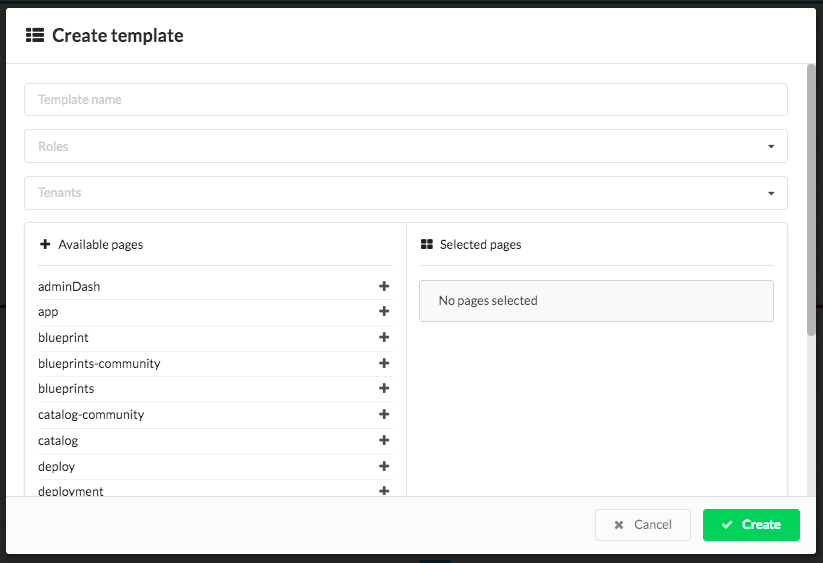 Create template
Template name
Roles
Tenants
Available pages
adminDash
app
blueprint
blueprints-community
blueprints
catalog-community
catalog
deploy
deployment
Selected pages
No pages selected
Cancel
Create